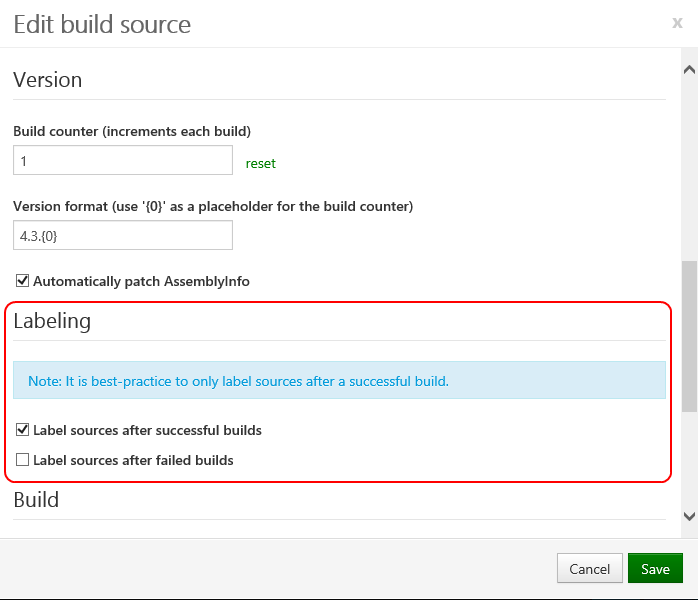 Edit build source
x
Version
Build counter (increments each build)
1
reset
Version format (use '{0}' as a placeholder for the build counter)
4.3.{0}
Automatically patch AssemblyInfo
Labeling
Note: It is best-practice to only label sources after a successful build.
Label sources after successful builds
Label sources after failed builds
Build
Cancel
Save